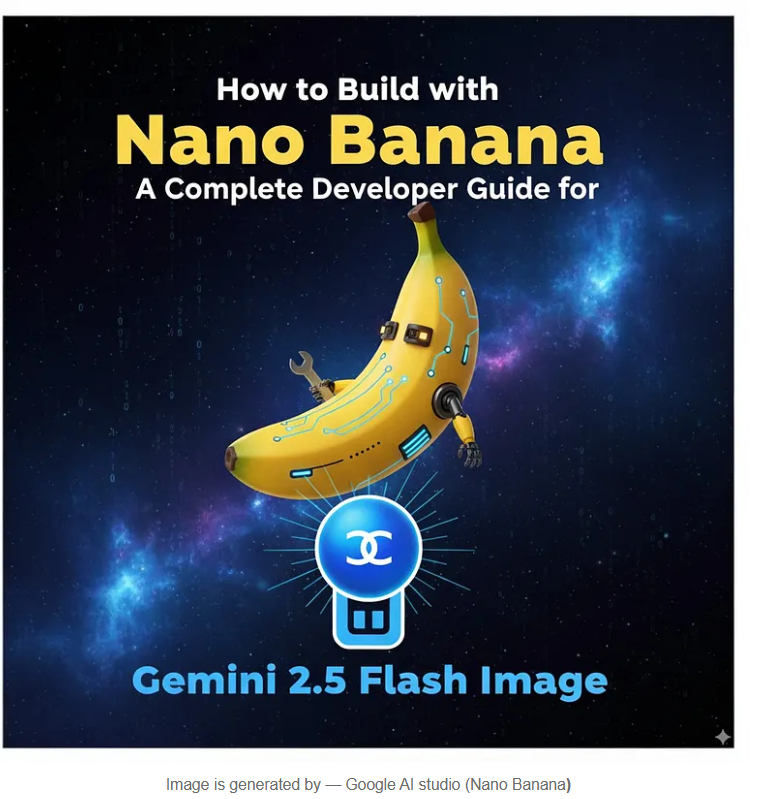 How to Build with
Nano Banana
A Complete Developer Guide for
Gemini 2.5 Flash Image
Image is generated by — Google AI studio (Nano Banana)